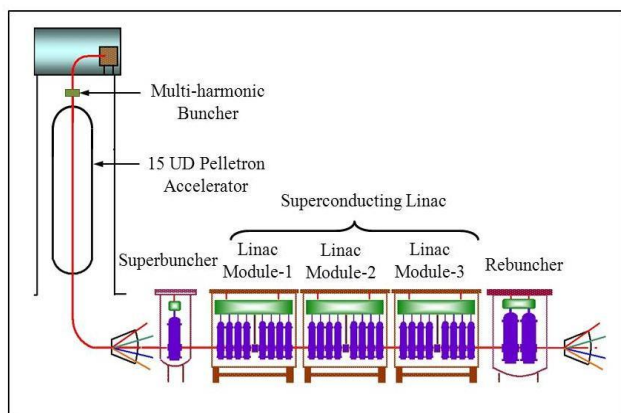 Multi-harmonic
Buncher
15 UD Pelletron
Accelerator
Superconducting Linac
Superbuncher
Linac
Module-1
Linac
Module-2
Linac
Module-3
Rebuncher